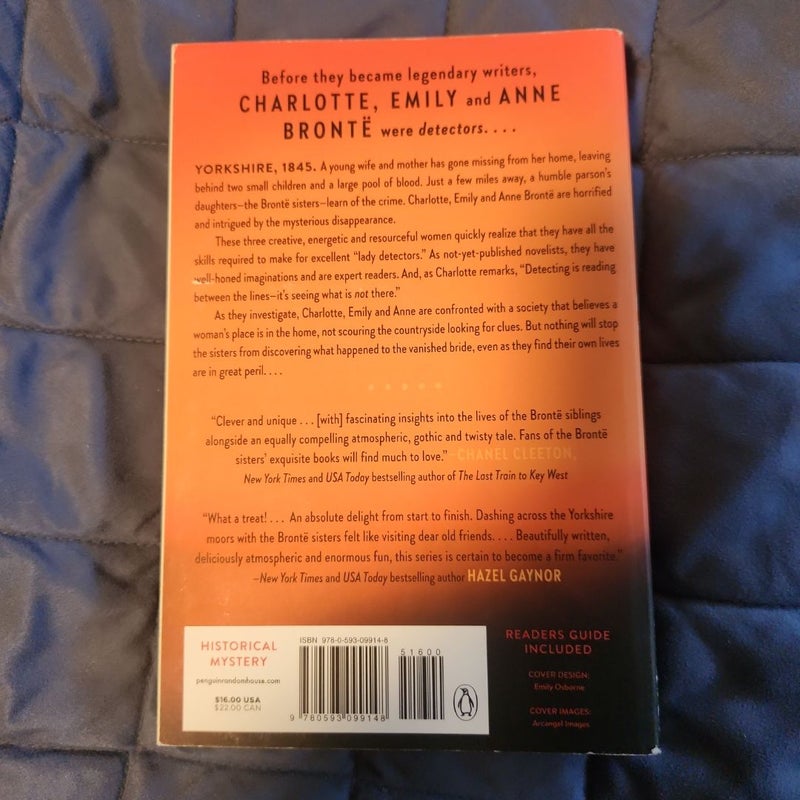 Before they became legendary writers,
CHARLOTTE, EMILY and ANNE
BRONTË were detectors. . . .
YORKSHIRE, 1845. A young wife and mother has gone missing from her home, leaving
behind two small children and a large pool of blood. Just a few miles away, a humble parson's
daughters—the Brontë sisters—learn of the crime. Charlotte, Emily and Anne Brontë are horrified
and intrigued by the mysterious disappearance.
These three creative, energetic and resourceful women quickly realize that they have all the
skills required to make for excellent “lady detectors.” As not-yet-published novelists, they have
well-honed imaginations and are expert readers. And, as Charlotte remarks, “Detecting is reading
between the lines—it's seeing what is not there.”
As they investigate, Charlotte, Emily and Anne are confronted with a society that believes a
woman's place is in the home, not scouring the countryside looking for clues. But nothing will stop
the sisters from discovering what happened to the vanished bride, even as they find their own lives
are in great peril. . . .
“Clever and unique . . . [with] fascinating insights into the lives of the Brontë siblings
alongside an equally compelling atmospheric, gothic and twisty tale. Fans of the Brontë
sisters' exquisite books will find much to love.” —CHANEL CLEETON,
New York Times and USA Today bestselling author of The Last Train to Key West
“What a treat! . . . An absolute delight from start to finish. Dashing across the Yorkshire
moors with the Brontë sisters felt like visiting dear old friends. . . . Beautifully written,
deliciously atmospheric and enormous fun, this series is certain to become a firm favorite.”
—New York Times and USA Today bestselling author HAZEL GAYNOR
HISTORICAL
MYSTERY
penguinrandomhouse.com
$16.00 USA
$22.00 CAN
ISBN 978-0-593-09914-8
51600
9 780593 099148
READERS GUIDE
INCLUDED
COVER DESIGN:
Emily Osborne
COVER IMAGES:
Arcangel Images